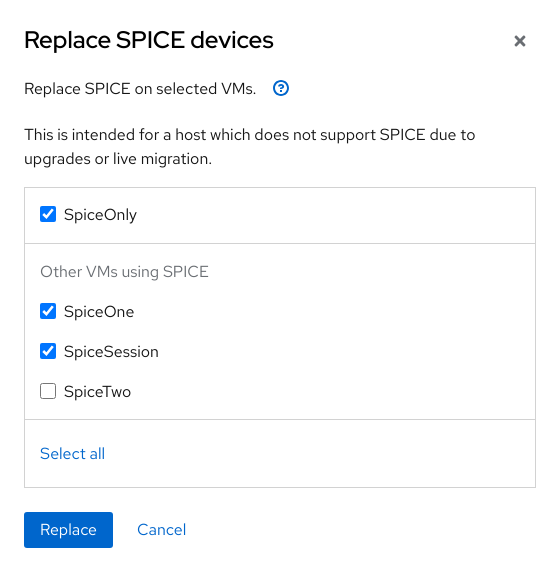 Replace SPICE devices
Replace SPICE on selected VMs.
This is intended for a host which does not support SPICE due to
upgrades or live migration.
SpiceOnly
Other VMs using SPICE
SpiceOne
SpiceSession
SpiceTwo
Select all
Replace Cancel